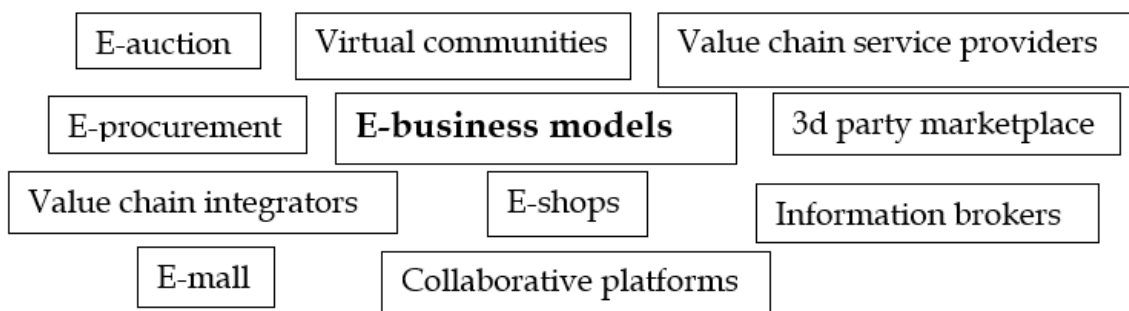 E-auction
Virtual communities
Value chain service providers
E-procurement
E-business models
3d party marketplace
Value chain integrators
E-shops
Information brokers
E-mall
Collaborative platforms